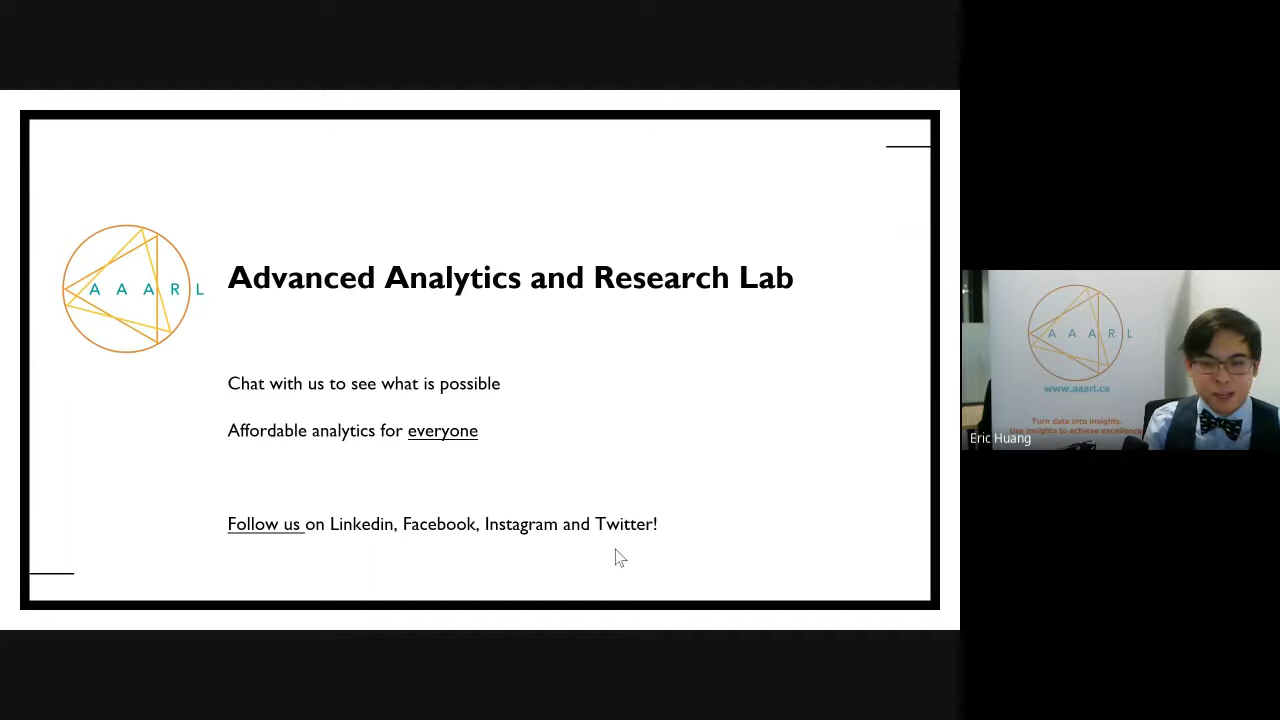 A A A R L
Advanced Analytics and Research Lab
Chat with us to see what is possible
Affordable analytics for everyone
Follow us on Linkedin, Facebook, Instagram and Twitter!
A A A R L
www.aaarl.ca
Turn data into insights.
Use insights to achieve excellence
Eric Huang